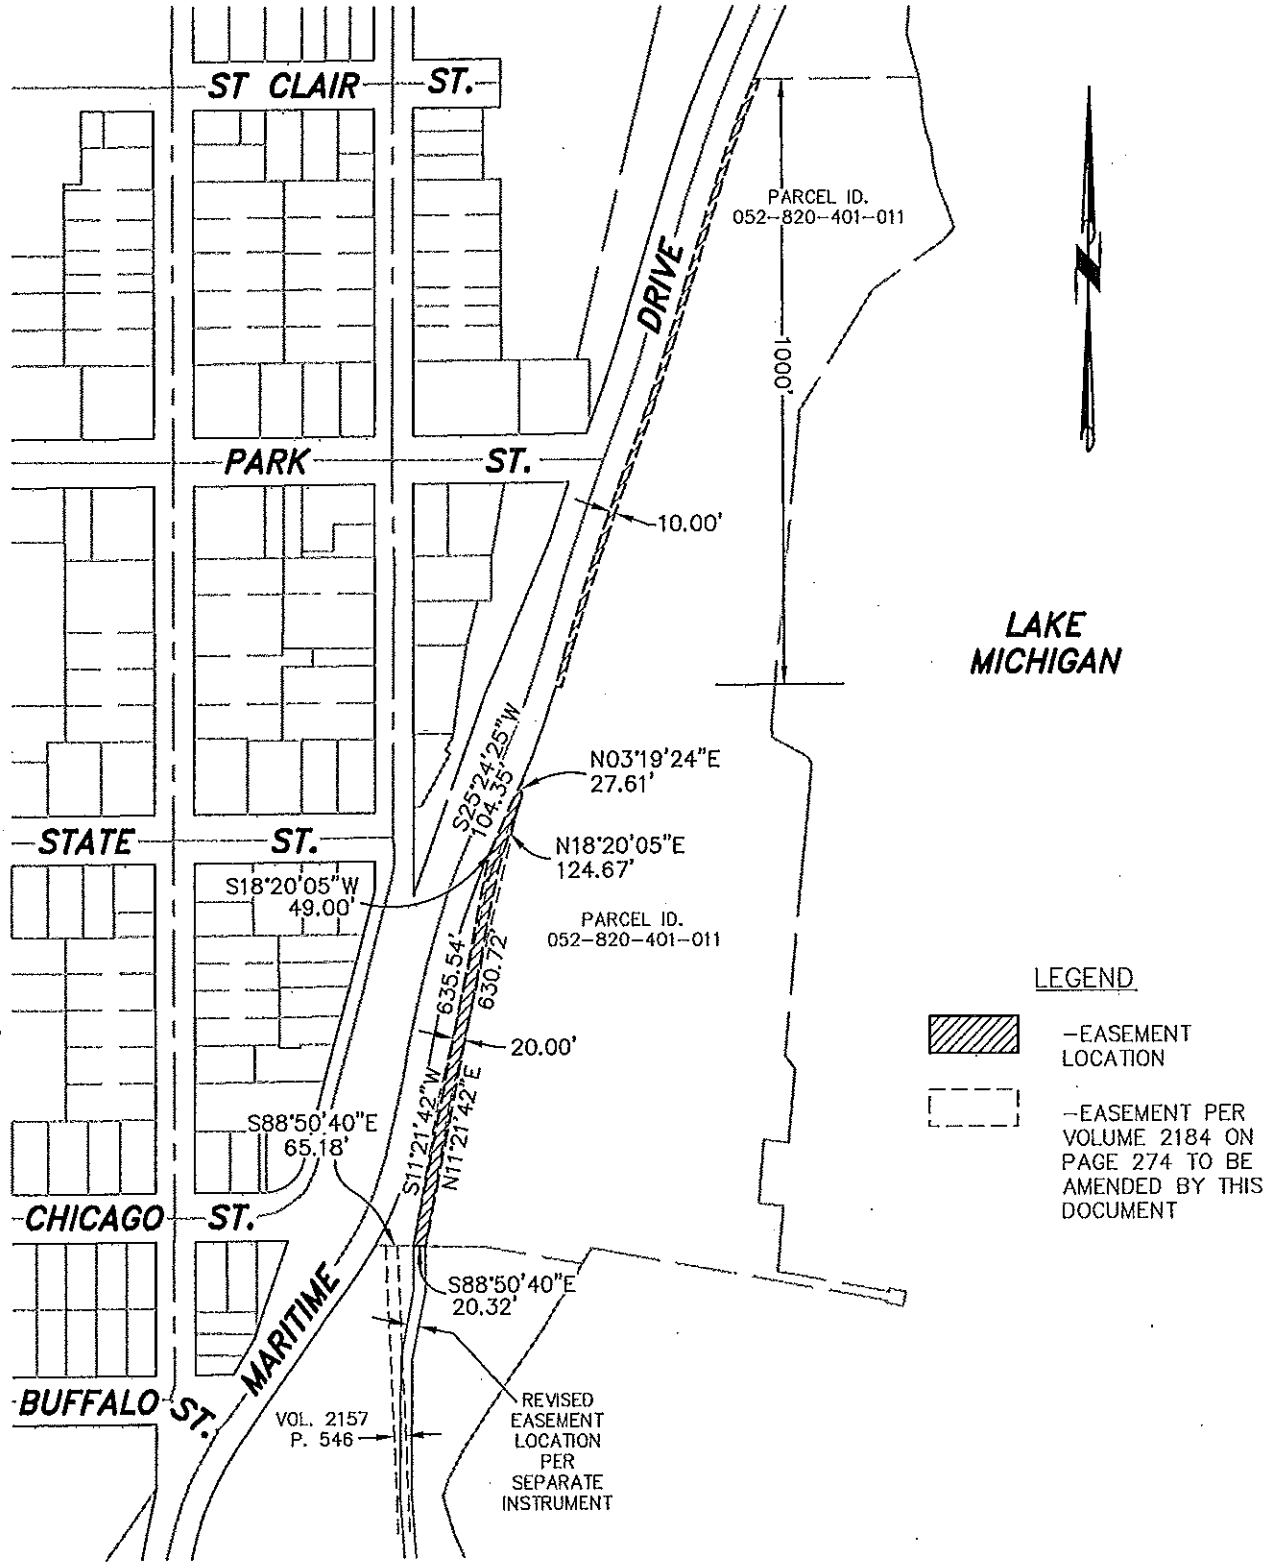 ST CLAIR ST.
PARCEL ID.
052-820-401-011
DRIVE
1000'
PARK ST.
10.00'
LAKE
MICHIGAN
S25°24'25"W
104.35'
N03°19'24"E
27.61'
STATE ST.
N18°20'05"E
124.67'
S18°20'05"W
49.00'
PARCEL ID.
052-820-401-011
635.54'
630.72'
20.00'
S11°21'42"W
N11°21'42"E
LEGEND
-EASEMENT
LOCATION
-EASEMENT PER
VOLUME 2184 ON
PAGE 274 TO BE
AMENDED BY THIS
DOCUMENT
S88°50'40"E
65.18'
CHICAGO ST.
S88°50'40"E
20.32'
MARITIME
BUFFALO ST.
VOL. 2157
P. 546
REVISED
EASEMENT
LOCATION
PER
SEPARATE
INSTRUMENT